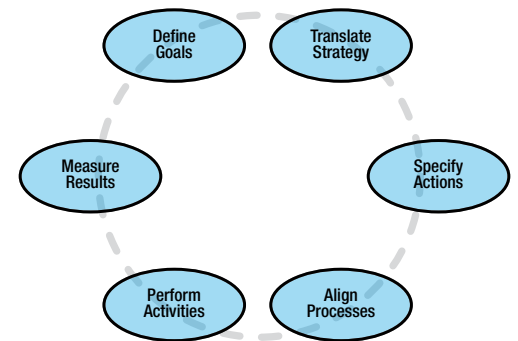 Define
Goals
Translate
Strategy
Measure
Results
Specify
Actions
Perform
Activities
Align
Processes